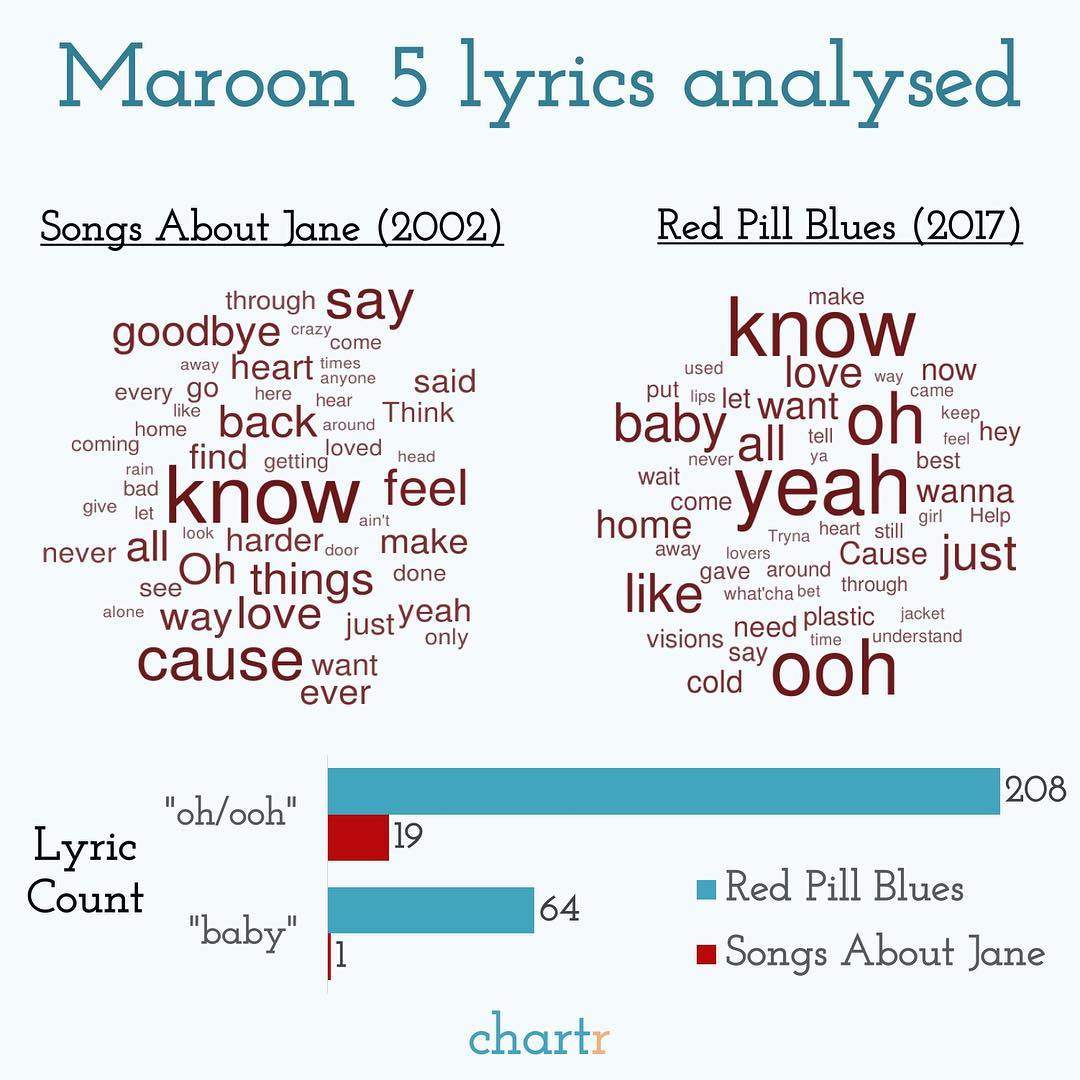 Maroon 5 lyrics analysed
Songs About Jane (2002)
through say
goodbye crazy
come
away heart times
anyone
every go here hear said
like back around Think
home
coming find getting loved head
rain
bad know feel
give let ain't
look harder door make
never all
Oh things done
see
alone way love just yeah
only
cause want
ever
Red Pill Blues (2017)
make
know
used love way now
put lips let want came
baby all tell oh keep
feel hey
never ya best
wait yeah wanna
come girl Help
home Tryna heart still
away lovers Cause just
gave around
like what'cha bet through
plastic jacket
visions need time understand
say
cold ooh
Lyric
Count
"oh/ooh"
208
19
"baby"
64
1
Red Pill Blues
Songs About Jane
chartr